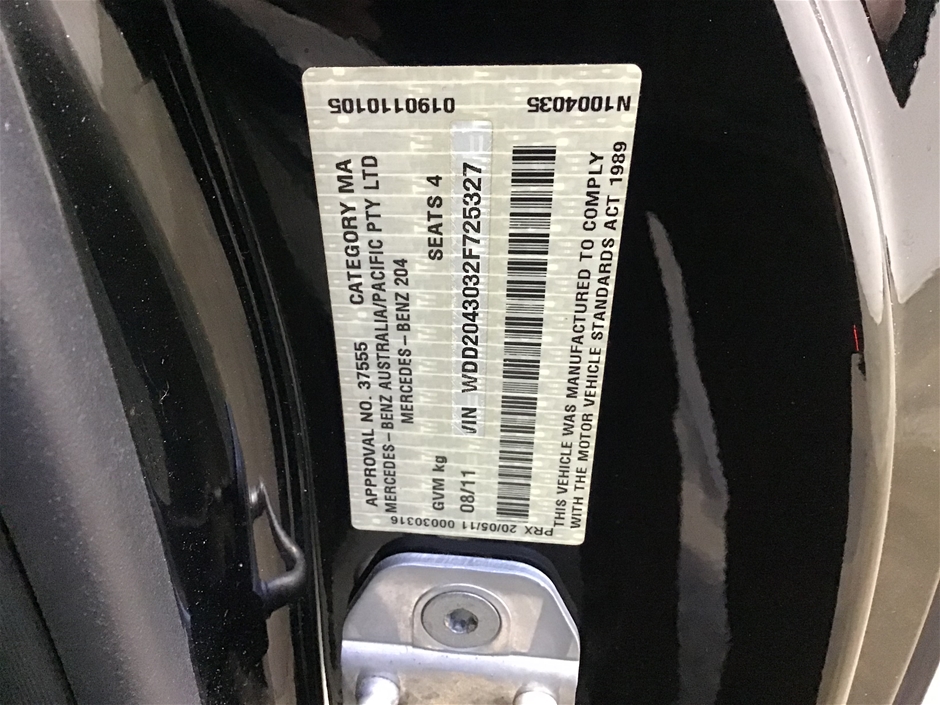 0190110105
N1004035
APPROVAL NO. 37555 CATEGORY MA
MERCEDES-BENZ AUSTRALIA/PACIFIC PTY LTD
MERCEDES-BENZ 204
GVM kg SEATS 4
08/11 VIN WDD2043032F725327
THIS VEHICLE WAS MANUFACTURED TO COMPLY
WITH THE MOTOR VEHICLE STANDARDS ACT 1989
PRX 20/05/11 00030316